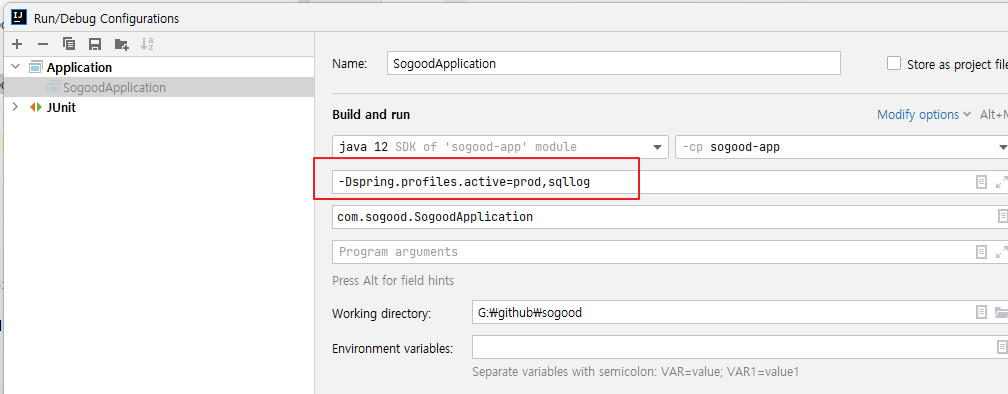 Run/Debug Configurations
Application
SogoodApplication
JUnit
Name: SogoodApplication Store as project file
Build and run Modify options Alt+M
java 12 SDK of 'sogood-app' module -cp sogood-app
-Dspring.profiles.active=prod,sqllog
com.sogood.SogoodApplication
Program arguments
Press Alt for field hints
Working directory: G:₩github₩sogood
Environment variables:
Separate variables with semicolon: VAR=value; VAR1=value1